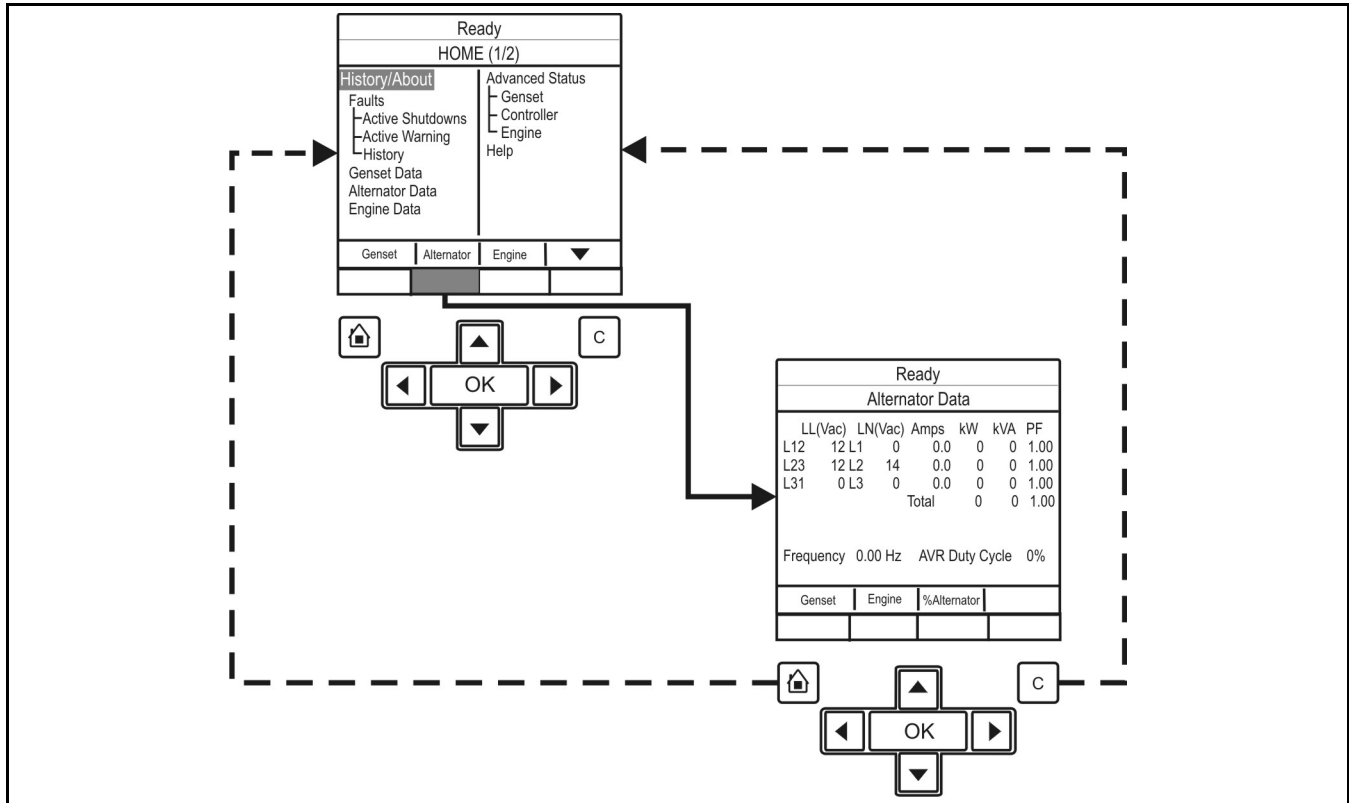 Ready
HOME (1/2)
History/About
Faults
Active Shutdowns
Active Warning
History
Genset Data
Alternator Data
Engine Data
Advanced Status
Genset
Controller
Engine
Help
Genset Alternator Engine
C
OK
Ready
Alternator Data
LL(Vac) LN(Vac) Amps kW kVA PF
L12 12 L1 0 0.0 0 0 1.00
L23 12 L2 14 0.0 0 0 1.00
L31 0 L3 0 0.0 0 0 1.00
Total 0 0 1.00
Frequency 0.00 Hz AVR Duty Cycle 0%
Genset Engine %Alternator
C
OK